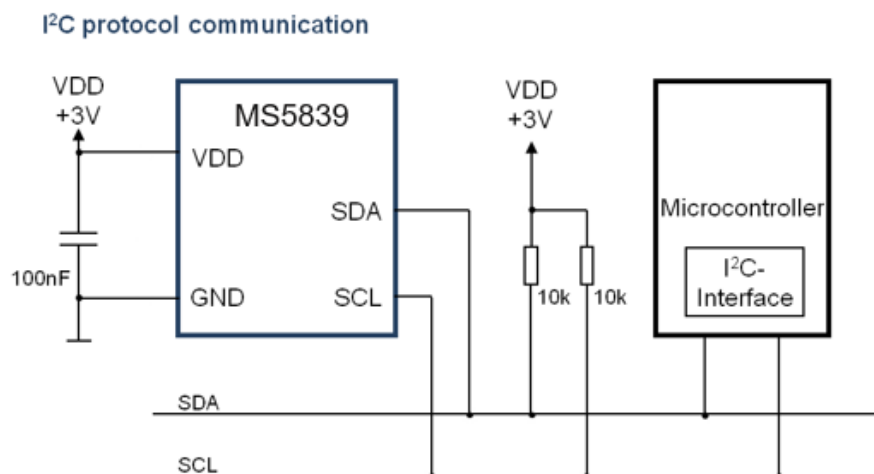 I²C protocol communication
VDD
+3V
MS5839
VDD
SDA
100nF
GND
SCL
VDD
+3V
10k
10k
Microcontroller
I²C-
Interface
SDA
SCL